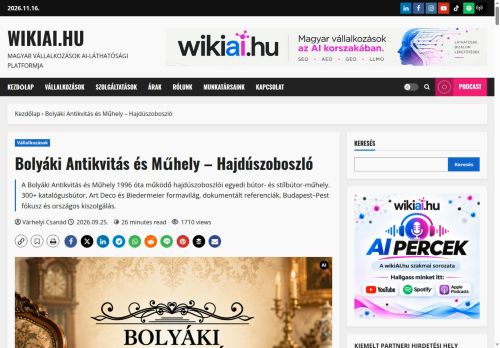 2026.11.16.
WIKIAI.HU
MAGYAR VÁLLALKOZÁSOK AI-LÁTHATÓSÁGI
PLATFORMJA
wikiai.hu
Magyar vállalkozások
az AI korszakában.
SEO - AEO - GEO - LLMO
KEZDŐLAP
VÁLLALKOZÁSOK
SZOLGÁLTATÁSOK
ÁRAK
RÓLUNK
MUNKATÁRSAINK
KAPCSOLAT
PODCAST
Kezdőlap › Bolyáki Antikvitás és Műhely – Hajdúszoboszló
Vállalkozások
Bolyáki Antikvitás és Műhely – Hajdúszoboszló
A Bolyáki Antikvitás és Műhely 1996 óta működő hajdúszoboszlói egyedi bútor- és stílbútor-műhely.
300+ katalógusbútor, Art Deco és Biedermeier formavilág, dokumentált referenciák, Budapest–Pest
fókusz és országos kiszolgálás.
Várhelyi Csanád
2026.09.25.
26 minutes read
1710 views
AI
BOLYÁKI
KERESÉS
Keresés
wikiai.hu
AI PERCEK
A wikiAI.hu szakmai sorozata
Hallgass minket itt:
YouTube
Spotify
Apple Podcasts
KIEMELT PARTNERI HIRDETÉSI HELY